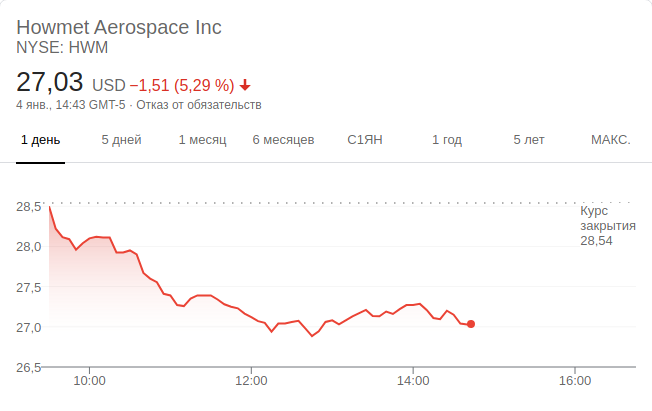 Howmet Aerospace Inc
NYSE: HWM
27,03 USD −1,51 (5,29 %)
4 янв., 14:43 GMT-5 · Отказ от обязательств
1 день 5 дней 1 месяц 6 месяцев С1ЯН 1 год 5 лет МАКС.
28,5
Курс
закрытия
28,54
28,0
27,5
27,0
26,5
10:00 12:00 14:00 16:00